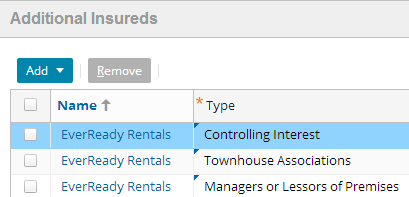 Additional Insureds
Add Remove
Name ↑ * Type
EverReady Rentals Controlling Interest
EverReady Rentals Townhouse Associations
EverReady Rentals Managers or Lessors of Premises